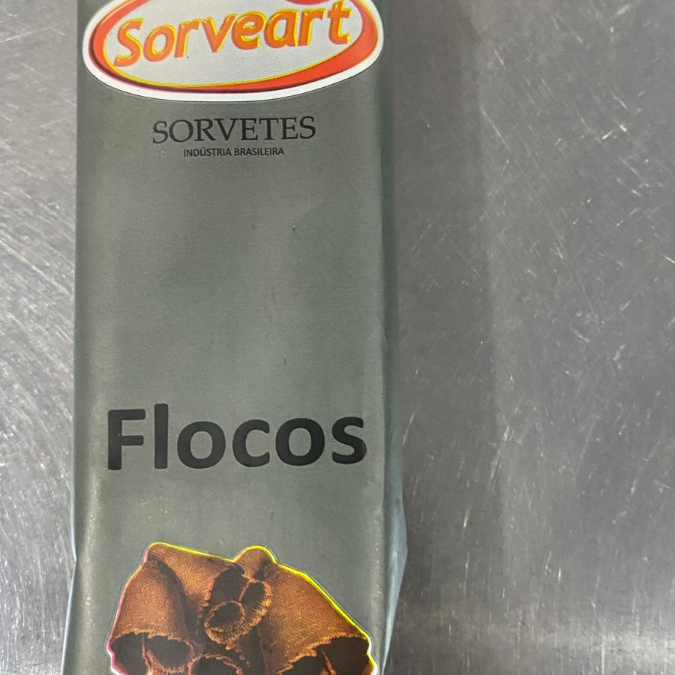 Sorveart
SORVETES
INDÚSTRIA BRASILEIRA
Flocos